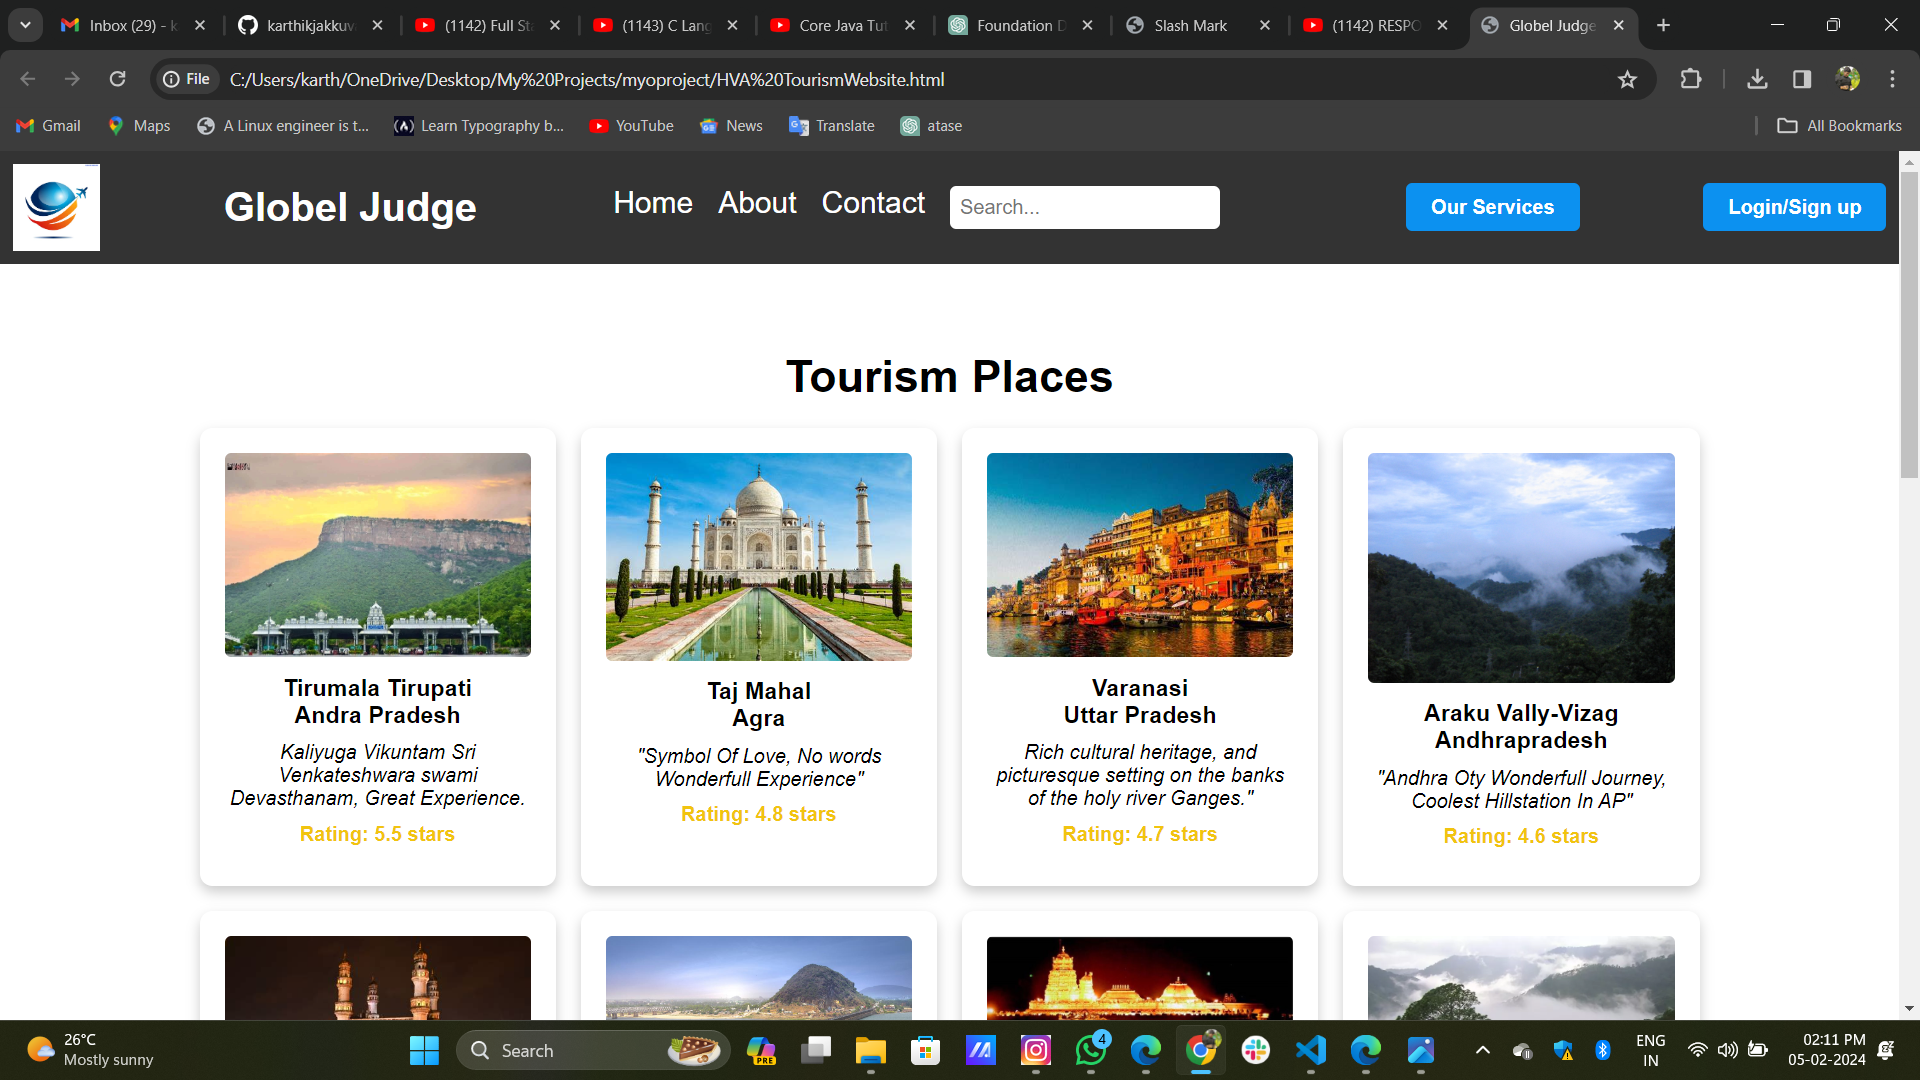 Inbox (29) - k
karthikjakkuv
(1142) Full St
(1143) C Lang
Core Java Tut
Foundation D
Slash Mark
(1142) RESPO
Globel Judge
File
C:/Users/karth/OneDrive/Desktop/My%20Projects/myoproject/HVA%20TourismWebsite.html
Gmail
Maps
A Linux engineer is t...
Learn Typography b...
YouTube
News
Translate
atase
All Bookmarks
Globel Judge
Home
About
Contact
Search...
Our Services
Login/Sign up
Tourism Places
Tirumala Tirupati
Andra Pradesh
Kaliyuga Vikuntam Sri
Venkateshwara swami
Devasthanam, Great Experience.
Rating: 5.5 stars
Taj Mahal
Agra
"Symbol Of Love, No words
Wonderfull Experience"
Rating: 4.8 stars
Varanasi
Uttar Pradesh
Rich cultural heritage, and
picturesque setting on the banks
of the holy river Ganges."
Rating: 4.7 stars
Araku Vally-Vizag
Andhrapradesh
"Andhra Oty Wonderfull Journey,
Coolest Hillstation In AP"
Rating: 4.6 stars
26°C
Mostly sunny
Search
PRE
4
ENG
IN
02:11 PM
05-02-2024